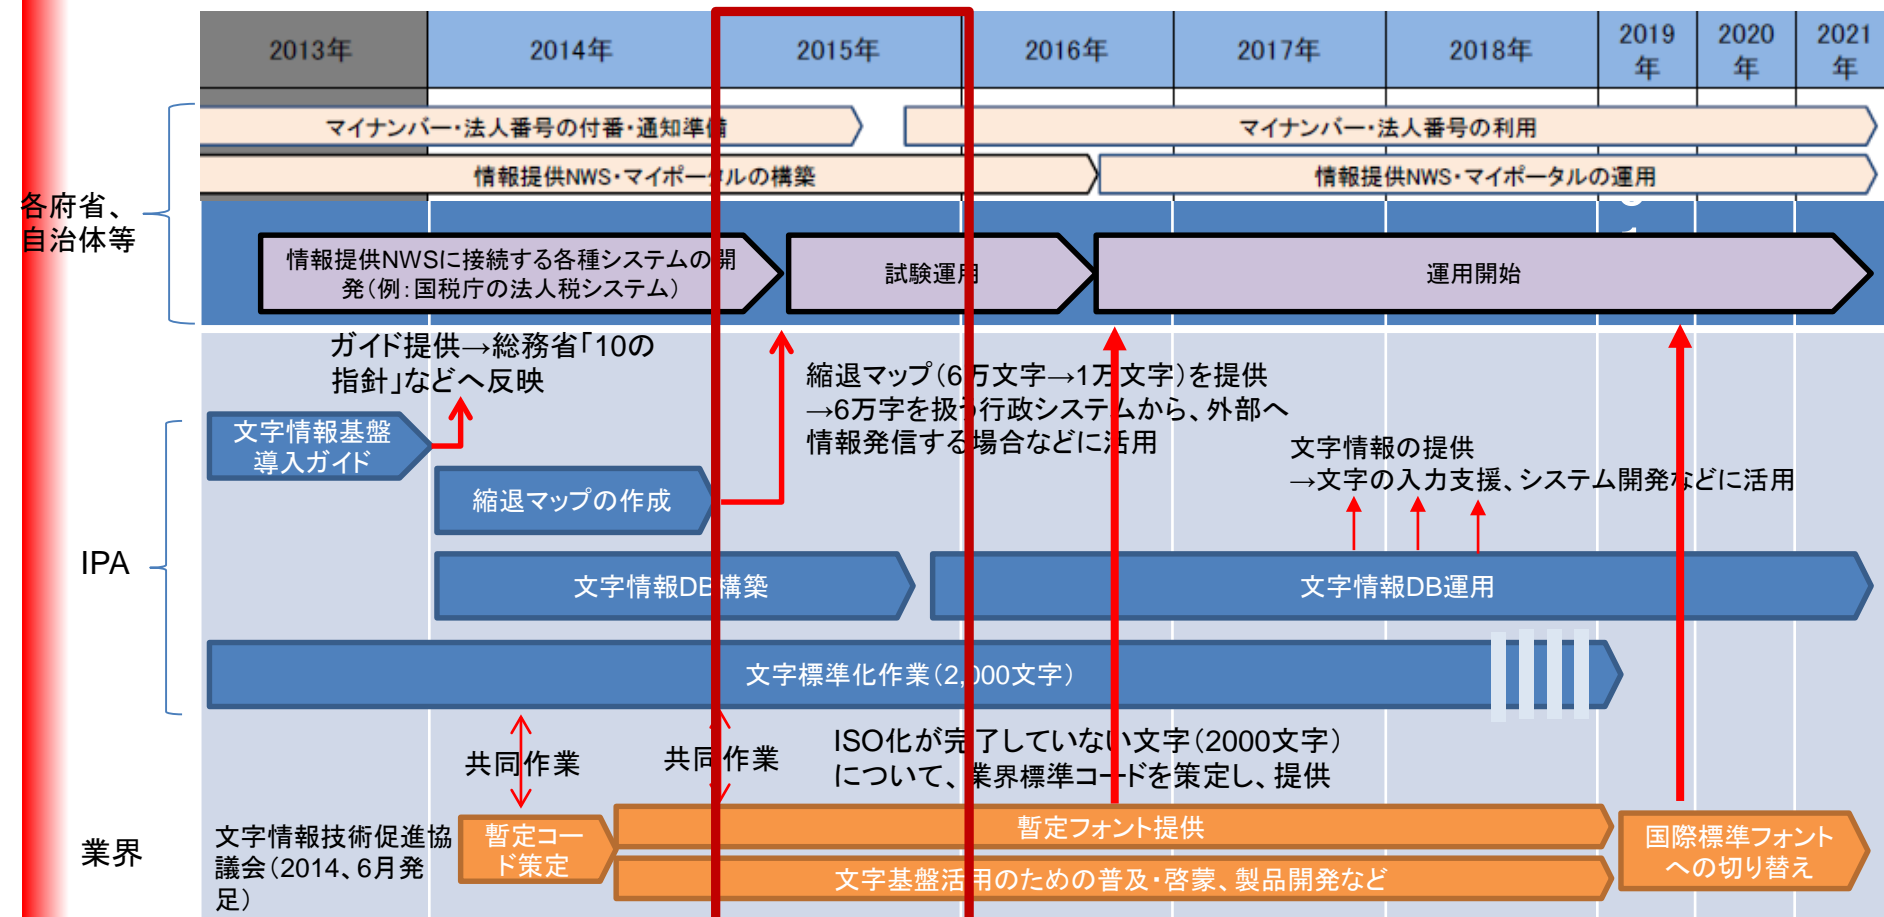 2013年
2014年
2015年
2016年
2017年
2018年
2019
年
2020
年
2021
年
マイナンバー・法人番号の付番・通知準備
マイナンバー・法人番号の利用
情報提供NWS・マイポータルの構築
情報提供NWS・マイポータルの運用
各府省、
自治体等
情報提供NWSに接続する各種システムの開
発（例：国税庁の法人税システム）
試験運用
運用開始
ガイド提供→総務省「10の
指針」などへ反映
縮退マップ（6万文字→1万文字）を提供
→6万字を扱う行政システムから、外部へ
情報発信する場合などに活用
文字情報基盤
導入ガイド
文字情報の提供
→文字の入力支援、システム開発などに活用
縮退マップの作成
IPA
文字情報DB構築
文字情報DB運用
文字標準化作業（2,000文字）
共同作業
共同作業
ISO化が完了していない文字（2000文字）
について、業界標準コードを策定し、提供
業界
文字情報技術促進協
議会（2014、6月発
足）
暫定コー
ド策定
暫定フォント提供
文字基盤活用のための普及・啓蒙、製品開発など
国際標準フォント
への切り替え